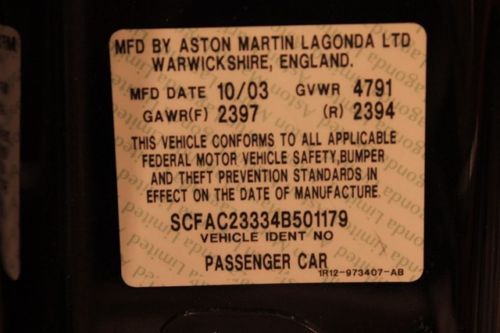 MFD BY ASTON MARTIN LAGONDA LTD
WARWICKSHIRE, ENGLAND.
MFD DATE 10/03 GVWR 4791
GAWR(F) 2397 (R) 2394
THIS VEHICLE CONFORMS TO ALL APPLICABLE
FEDERAL MOTOR VEHICLE SAFETY,BUMPER
AND THEFT PREVENTION STANDARDS IN
EFFECT ON THE DATE OF MANUFACTURE.
SCFAC23334B501179
VEHICLE IDENT NO
PASSENGER CAR
1R12-973407-AB